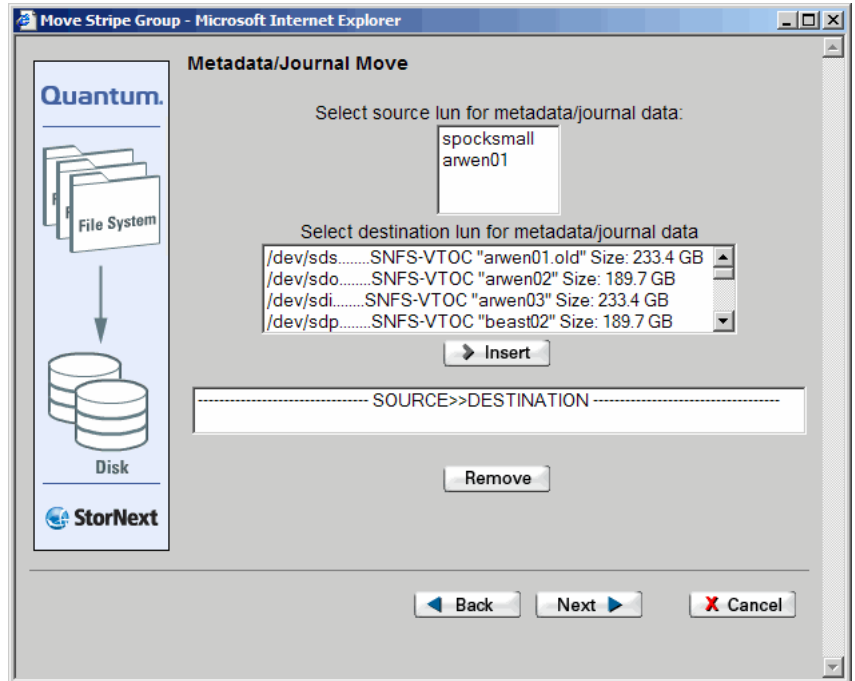 Move Stripe Group - Microsoft Internet Explorer
Metadata/Journal Move
Quantum.
Select source lun for metadata/journal data:
spocksmall
arwen01
File System
Select destination lun for metadata/journal data
/dev/sds.......SNFS-VTOC "arwen01.old" Size: 233.4 GB
/dev/sdo.......SNFS-VTOC "arwen02" Size: 189.7 GB
/dev/sdi........SNFS-VTOC "arwen03" Size: 233.4 GB
/dev/sdp.......SNFS-VTOC "beast02" Size: 189.7 GB
Insert
-------------------------------- SOURCE>>DESTINATION -----------------------------------
Disk
Remove
StorNext
Back Next X Cancel